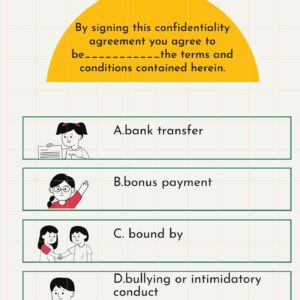 By signing this confidentiality
agreement you agree to
be___________the terms and
conditions contained herein.
A.bank transfer
B.bonus payment
C. bound by
D.bullying or intimidatory
conduct